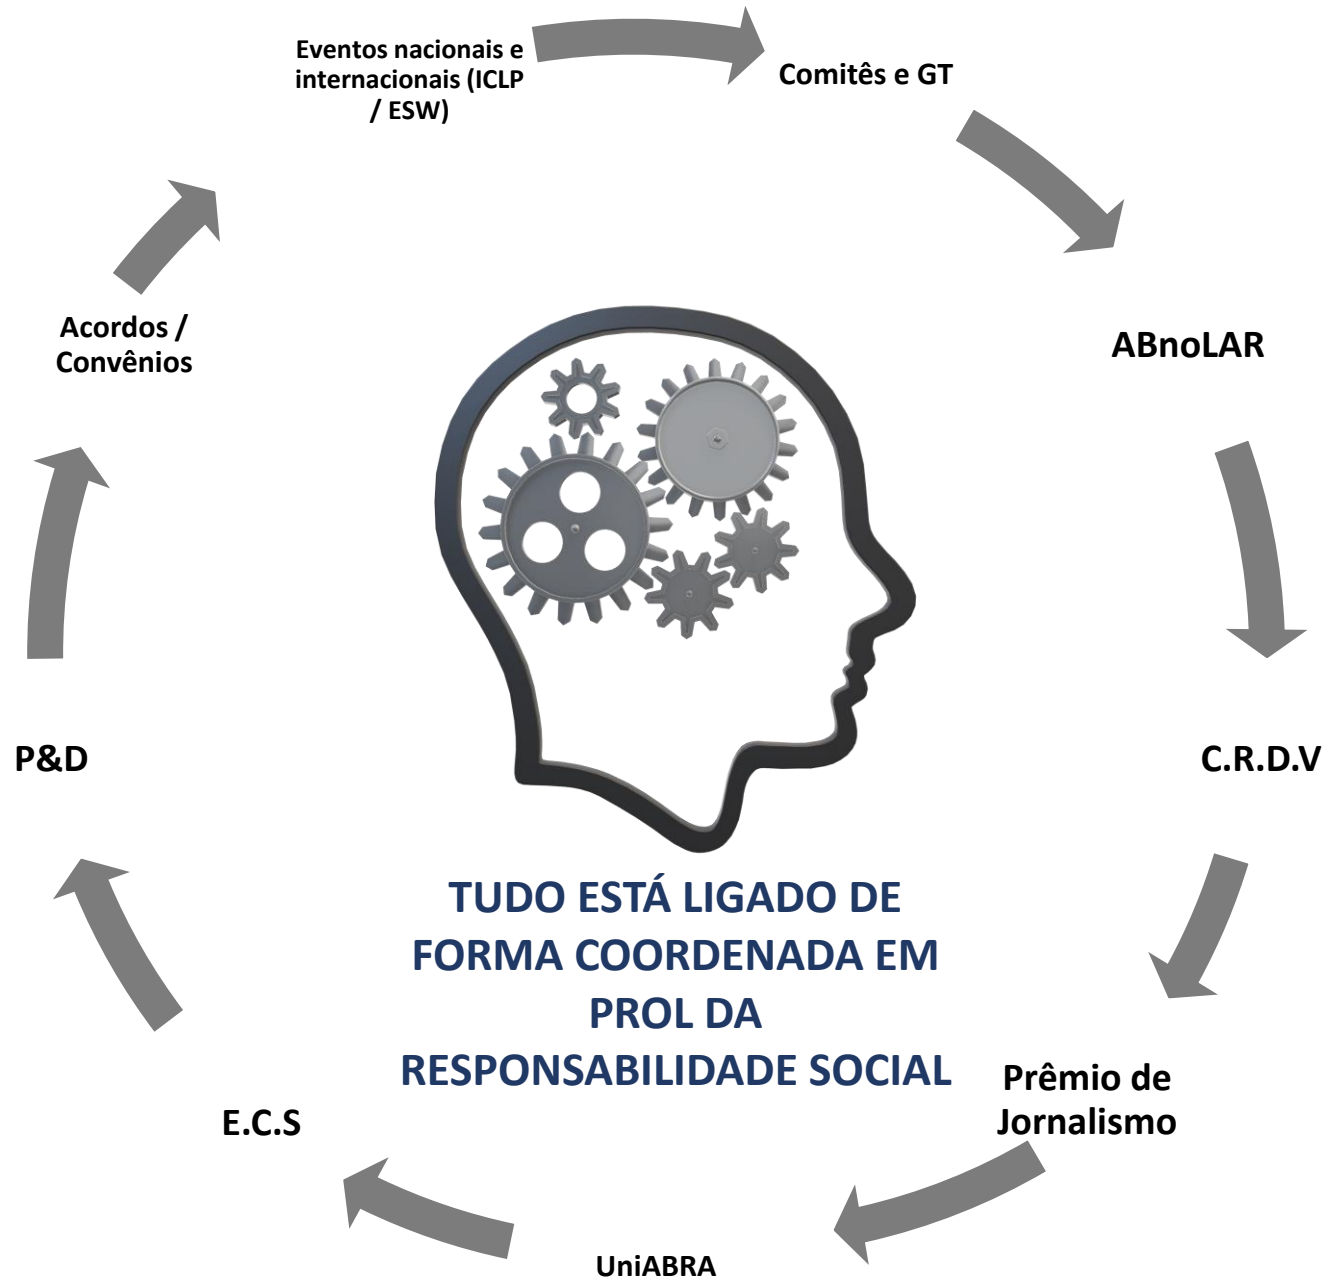 Eventos nacionais e
internacionais (ICLP
/ ESW)
Comitês e GT
ABnoLAR
C.R.D.V
Prêmio de
Jornalismo
UniABRA
E.C.S
P&D
Acordos /
Convênios
TUDO ESTÁ LIGADO DE
FORMA COORDENADA EM
PROL DA
RESPONSABILIDADE SOCIAL